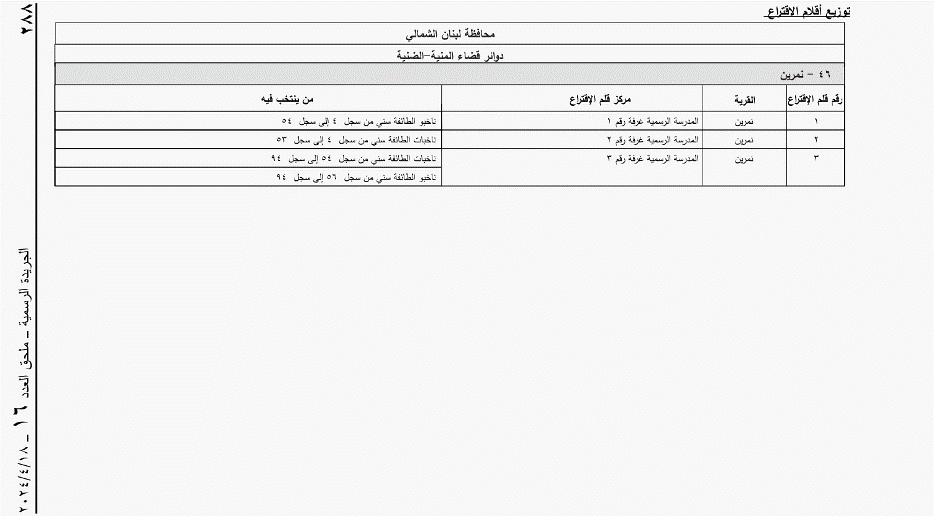 توزيع أقلام الاقتراع
محافظة لبنان الشمالي
دوائر قضاء المنية-الضنية
٤٦ - نمرين
رقم قلم الإقتراع القرية مركز قلم الإقتراع من ينتخب فيه
١ نمرين المدرسة الرسمية غرفة رقم ١ ناخبو الطائفة سني من سجل ٤ إلى سجل ٥٤
٢ نمرين المدرسة الرسمية غرفة رقم ٢ ناخبات الطائفة سني من سجل ٤ إلى سجل ٥٣
٣ نمرين المدرسة الرسمية غرفة رقم ٣ ناخبات الطائفة سني من سجل ٥٤ إلى سجل ٩٤
ناخبو الطائفة سني من سجل ٥٦ إلى سجل ٩٤
٢٨٨
الجريدة الرسمية ـ ملحق العدد ١٦ ـ ٢٠٢٤/٤/١٨